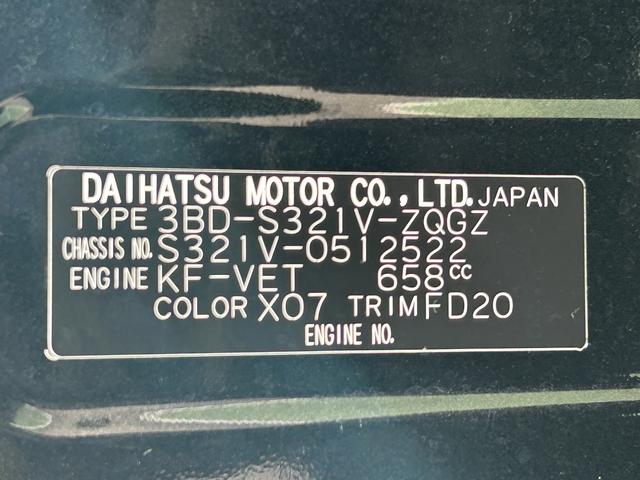 DAIHATSU MOTOR CO., LTD. JAPAN
TYPE 3BD-S321V-ZQGZ
CHASSIS NO. S321V-0512522
ENGINE KF-VET 658cc
COLOR X07 TRIM FD20
ENGINE NO.